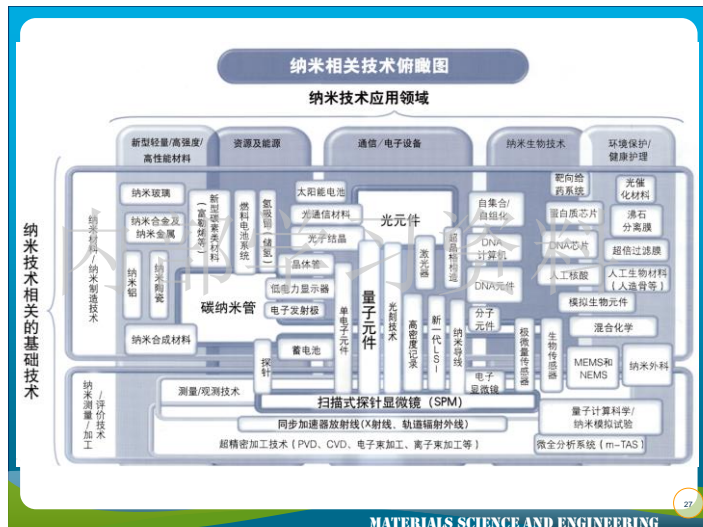 纳米相关技术俯瞰图
纳米技术应用领域
新型轻量/高强度/
高性能材料
资源及能源
通信/电子设备
纳米生物技术
环境保护/
健康护理
纳米技术相关的基础技术
纳米材料/纳米制造技术
纳米测量/加工
/评价技术
纳米玻璃
纳米合金及
纳米金属
纳米铝
纳米陶瓷
纳米合成材料
新型碳素类材料
(富勒烯等)
燃料电池系统
氢吸留(储氢)
碳纳米管
探针
太阳能电池
光通信材料
光子结晶
晶体管
低电力显示器
电子发射极
蓄电池
单电子元件
量子元件
光元件
光刻技术
激光器
高密度记录
新一代LSI
超晶格构造
纳米导线
自集合/
自组化
DNA
计算机
DNA元件
分子
元件
电子
显微镜
极微量传感器
生物传感器
靶向给
药系统
蛋白质芯片
DNA芯片
人工核酸
模拟生物元件
混合化学
MEMS和
NEMS
纳米外科
光催
化材料
沸石
分离膜
超倍过滤膜
人工生物材料
(人造骨等)
测量/观测技术
扫描式探针显微镜(SPM)
同步加速器放射线(X射线、轨道辐射外线)
超精密加工技术(PVD、CVD、电子束加工、离子束加工等)
量子计算科学/
纳米模拟试验
微全分析系统(m-TAS)
内部学习资料
27
MATERIALS SCIENCE AND ENGINEERING